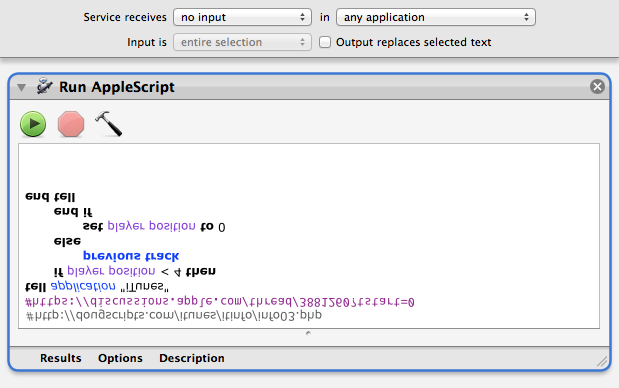 Service receives no input in any application
Input is entire selection Output replaces selected text
Run AppleScript
#http://dougscripts.com/itunes/itinfo/info03.php
#https://discussions.apple.com/thread/3881260?tstart=0
tell application "iTunes"
if player position < 4 then
previous track
else
set player position to 0
end if
end tell
Results Options Description